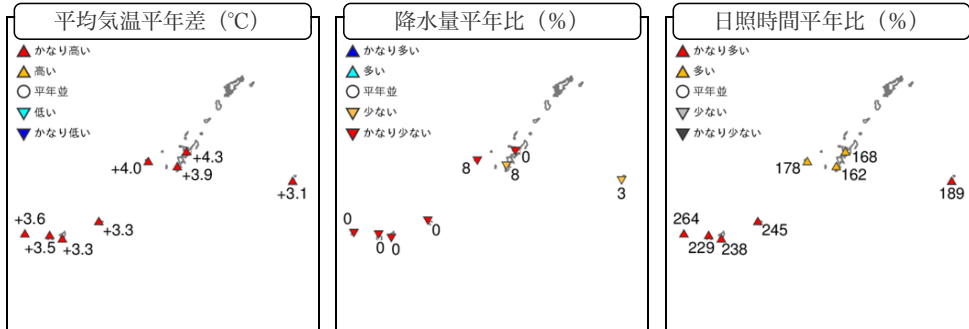 平均気温平年差（℃）
かなり高い
高い
平年並
低い
かなり低い
+4.3
+4.0
+3.9
+3.1
+3.6
+3.3
+3.5
+3.3
降水量平年比（%）
かなり多い
多い
平年並
少ない
かなり少ない
0
8
8
3
0
0
0
0
日照時間平年比（%）
かなり多い
多い
平年並
少ない
かなり少ない
168
178
162
189
264
245
229
238